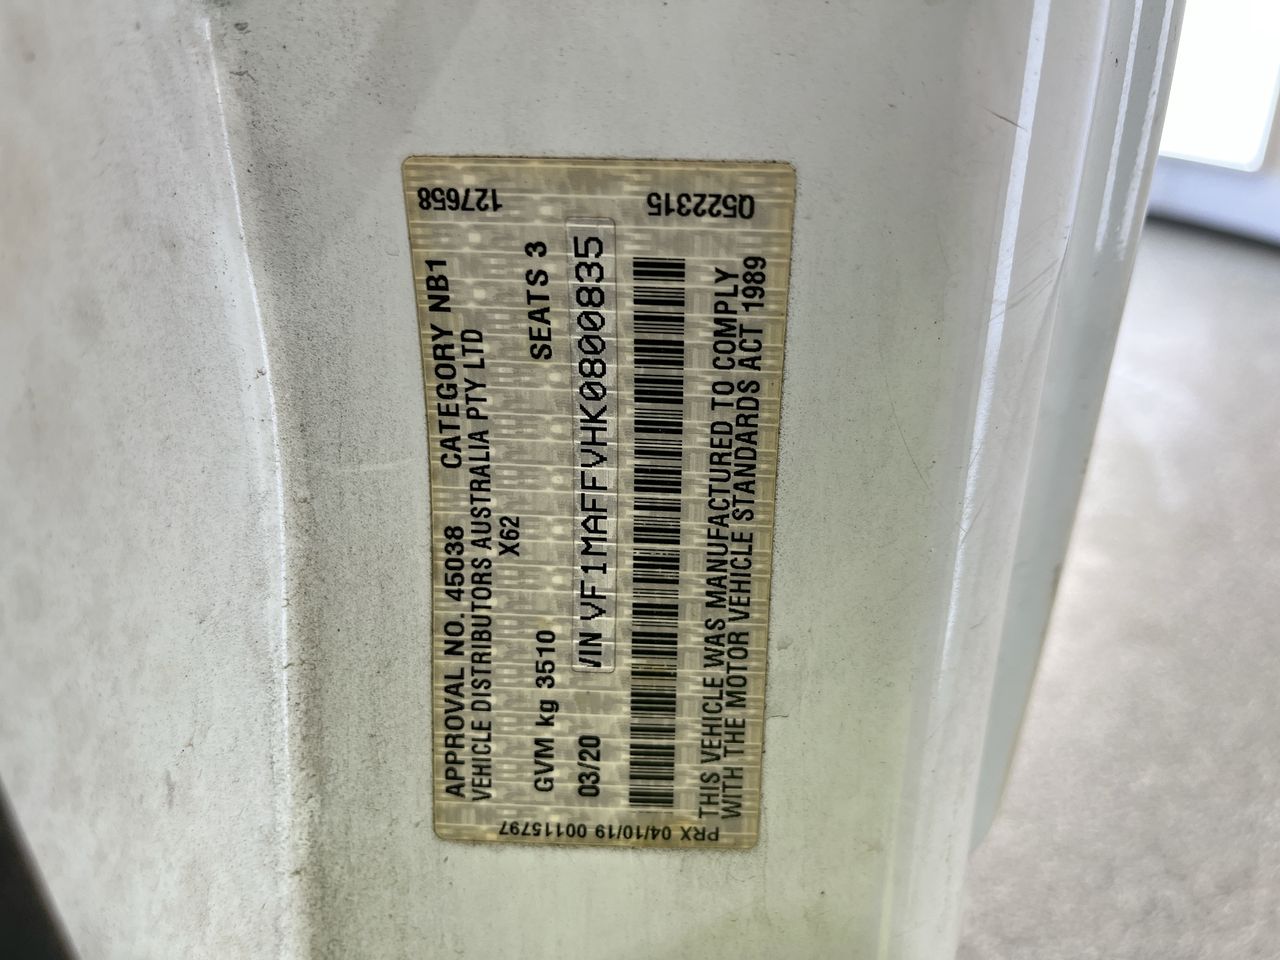 APPROVAL NO. 45038 CATEGORY NB1
VEHICLE DISTRIBUTORS AUSTRALIA PTY LTD
X62
GVM kg 3510 SEATS 3
03/20 VIN VF1MAFFVHK0800835
THIS VEHICLE WAS MANUFACTURED TO COMPLY
WITH THE MOTOR VEHICLE STANDARDS ACT 1989
127658
Q522315
PRX 04/10/19 00115797